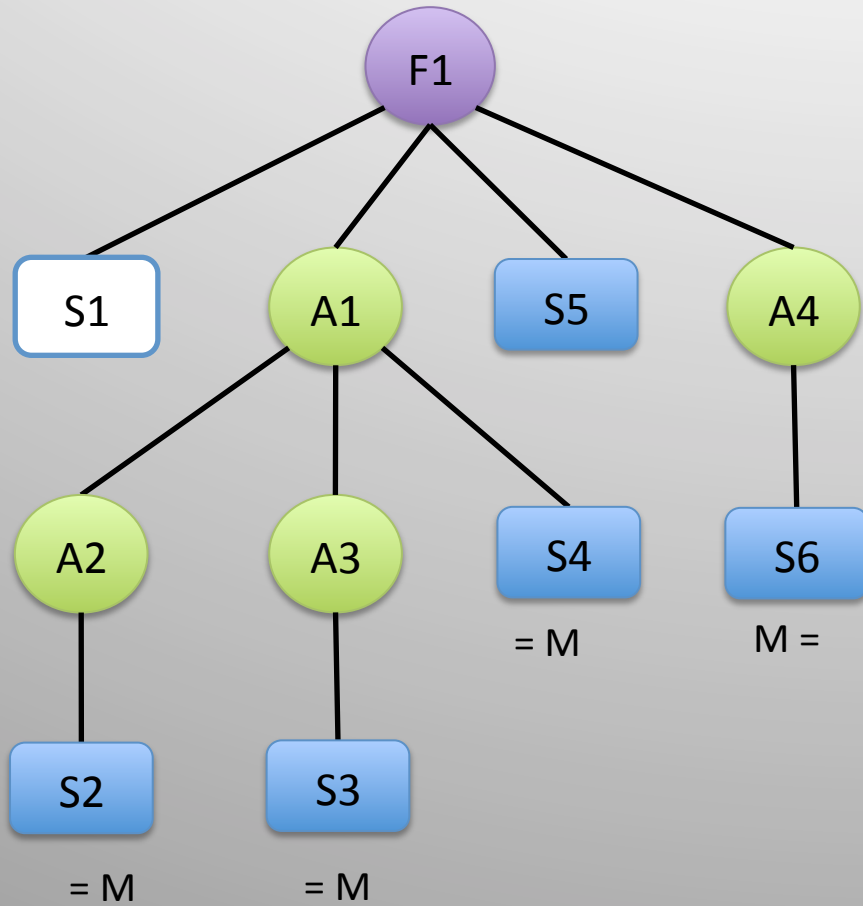 F1
S1
A1
S5
A4
A2
A3
S4
S6
= M
M =
S2
S3
= M
= M